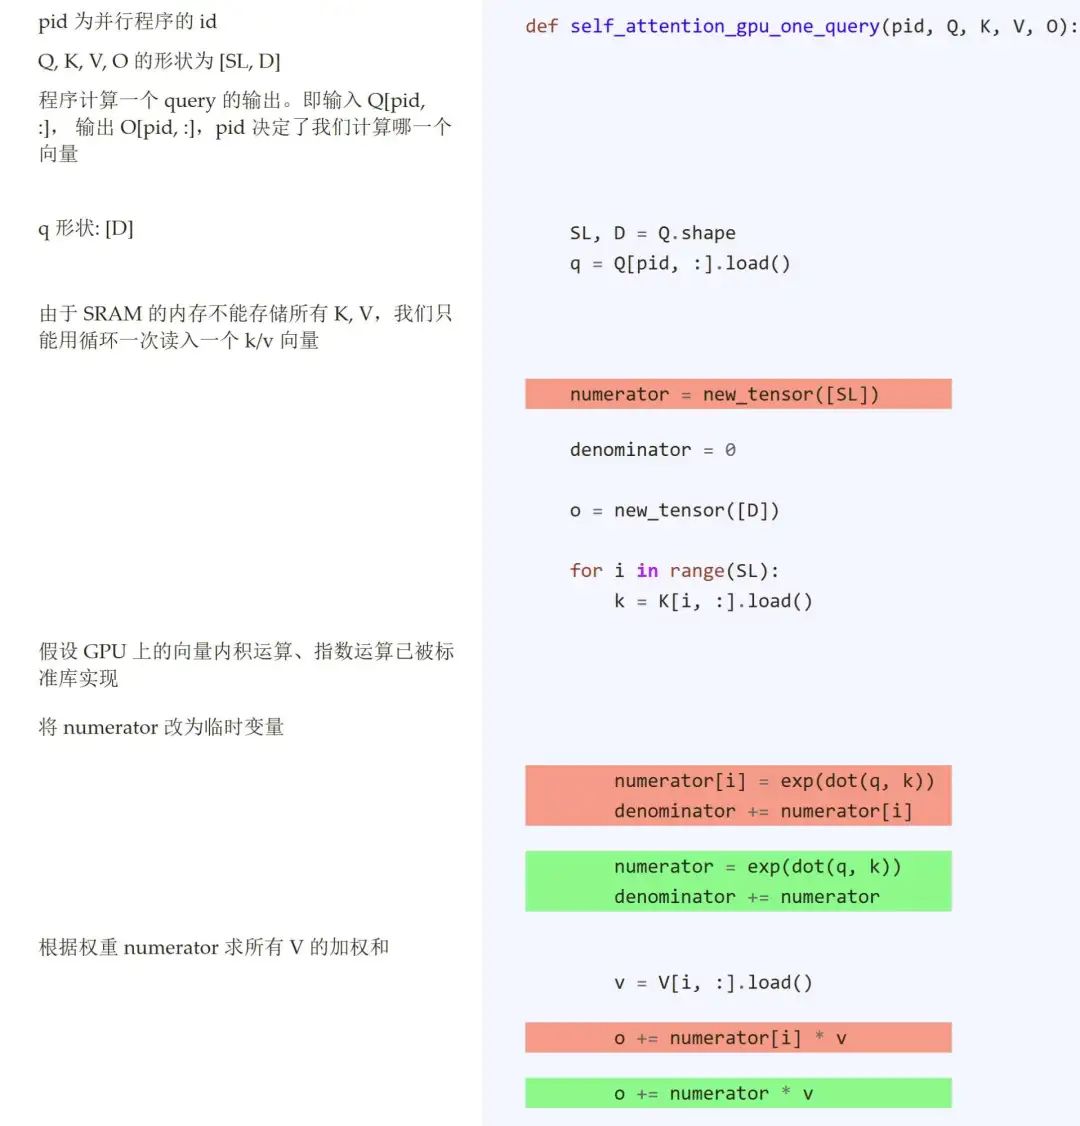 pid 为并行程序的 id
def self_attention_gpu_one_query(pid, Q, K, V, O):
Q, K, V, O 的形状为 [SL, D]
程序计算一个 query 的输出。即输入 Q[pid,
:]， 输出 O[pid, :]，pid 决定了我们计算哪一个
向量
q 形状: [D]
SL, D = Q.shape
q = Q[pid, :].load()
由于 SRAM 的内存不能存储所有 K, V，我们只
能用循环一次读入一个 k/v 向量
numerator = new_tensor([SL])
denominator = 0
o = new_tensor([D])
for i in range(SL):
k = K[i, :].load()
假设 GPU 上的向量内积运算、指数运算已被标
准库实现
将 numerator 改为临时变量
numerator[i] = exp(dot(q, k))
denominator += numerator[i]
numerator = exp(dot(q, k))
denominator += numerator
根据权重 numerator 求所有 V 的加权和
v = V[i, :].load()
o += numerator[i] * v
o += numerator * v